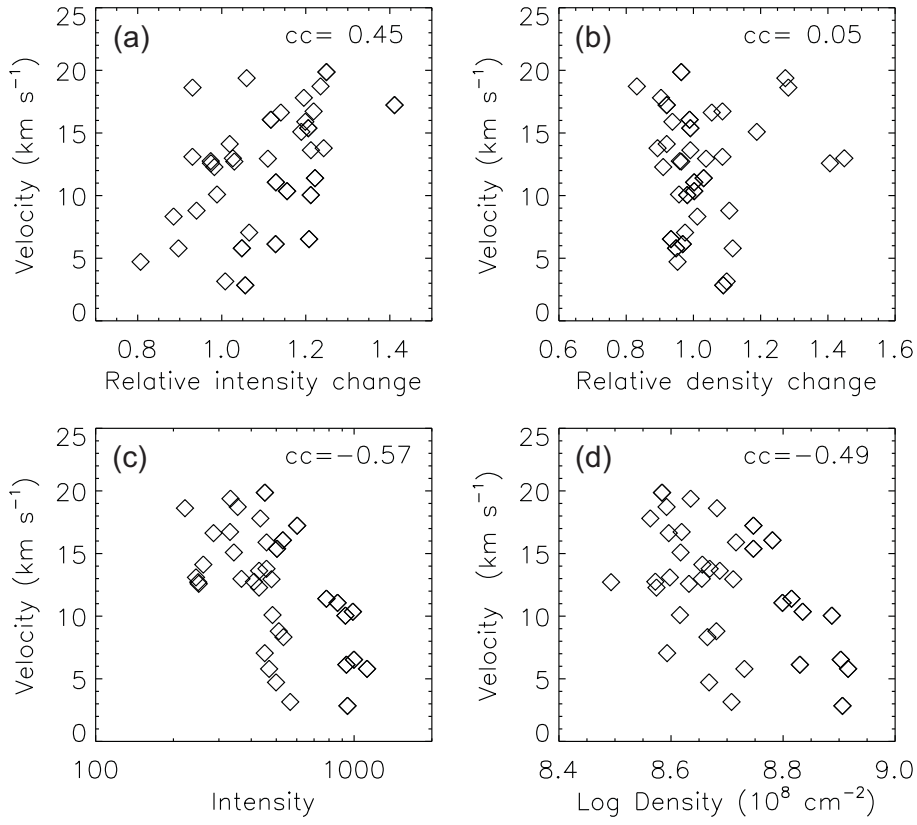 (a)
cc= 0.45
25
20
15
10
5
0
Velocity (km s⁻¹)
0.8 1.0 1.2 1.4
Relative intensity change
(b)
cc= 0.05
25
20
15
10
5
0
Velocity (km s⁻¹)
0.6 0.8 1.0 1.2 1.4 1.6
Relative density change
(c)
cc=−0.57
25
20
15
10
5
0
Velocity (km s⁻¹)
100 1000
Intensity
(d)
cc=−0.49
25
20
15
10
5
0
Velocity (km s⁻¹)
8.4 8.6 8.8 9.0
Log Density (10⁸ cm⁻²)